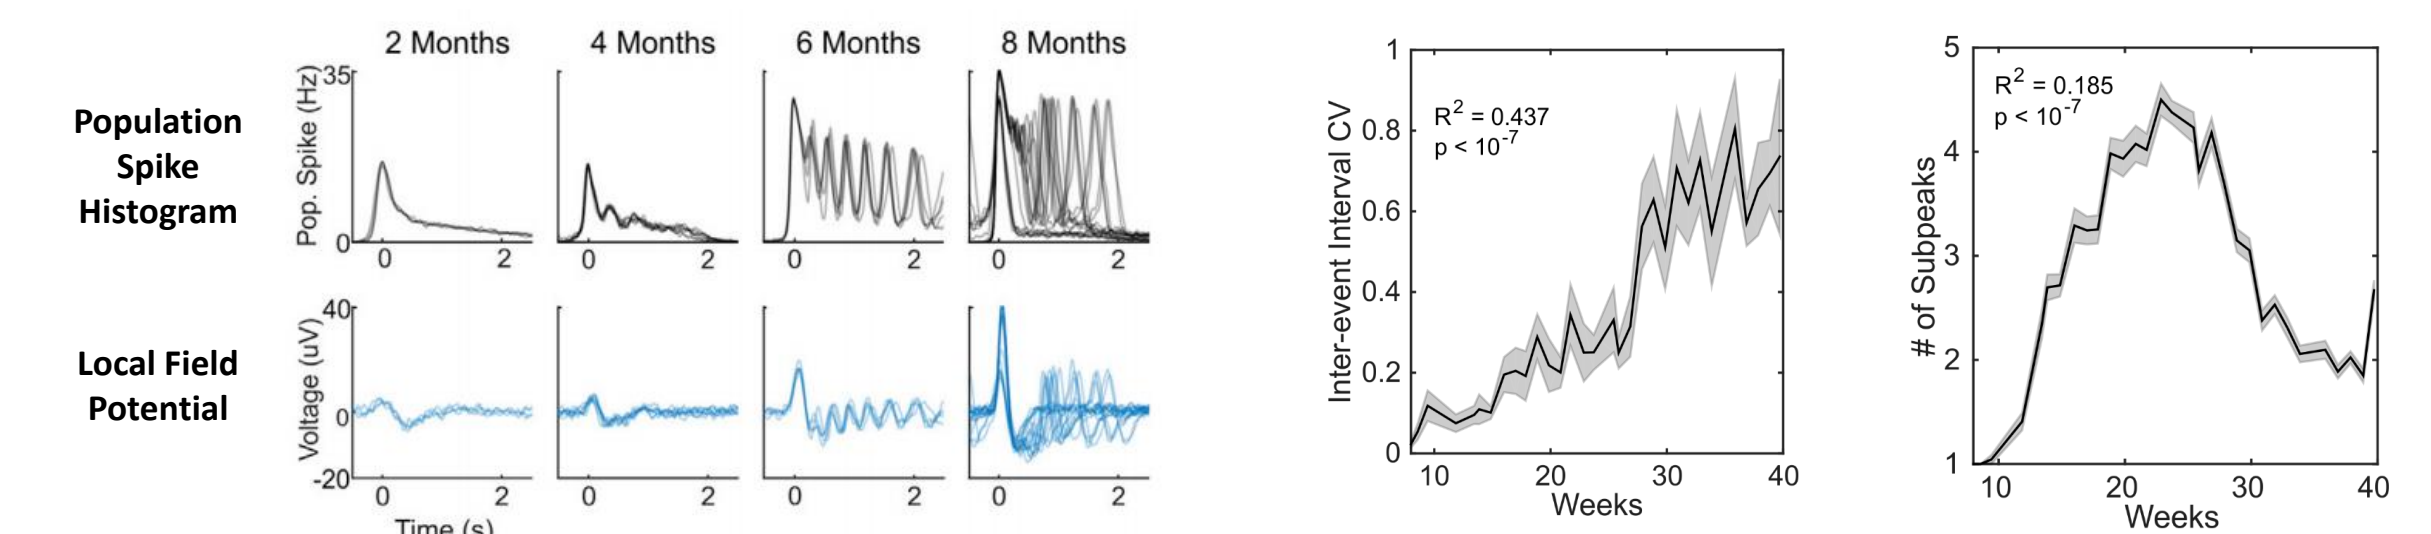 2 Months
4 Months
6 Months
8 Months
Population
Spike
Histogram
Pop. Spike (Hz)
35
0
0 2
0 2
0 2
0 2
Local Field
Potential
Voltage (uV)
40
0
-20
0 2
0 2
0 2
0 2
Time (s)
Inter-event Interval CV
1
0.8
0.6
0.4
0.2
0
R² = 0.437
p < 10⁻⁷
10 20 30 40
Weeks
# of Subpeaks
5
4
3
2
1
R² = 0.185
p < 10⁻⁷
10 20 30 40
Weeks